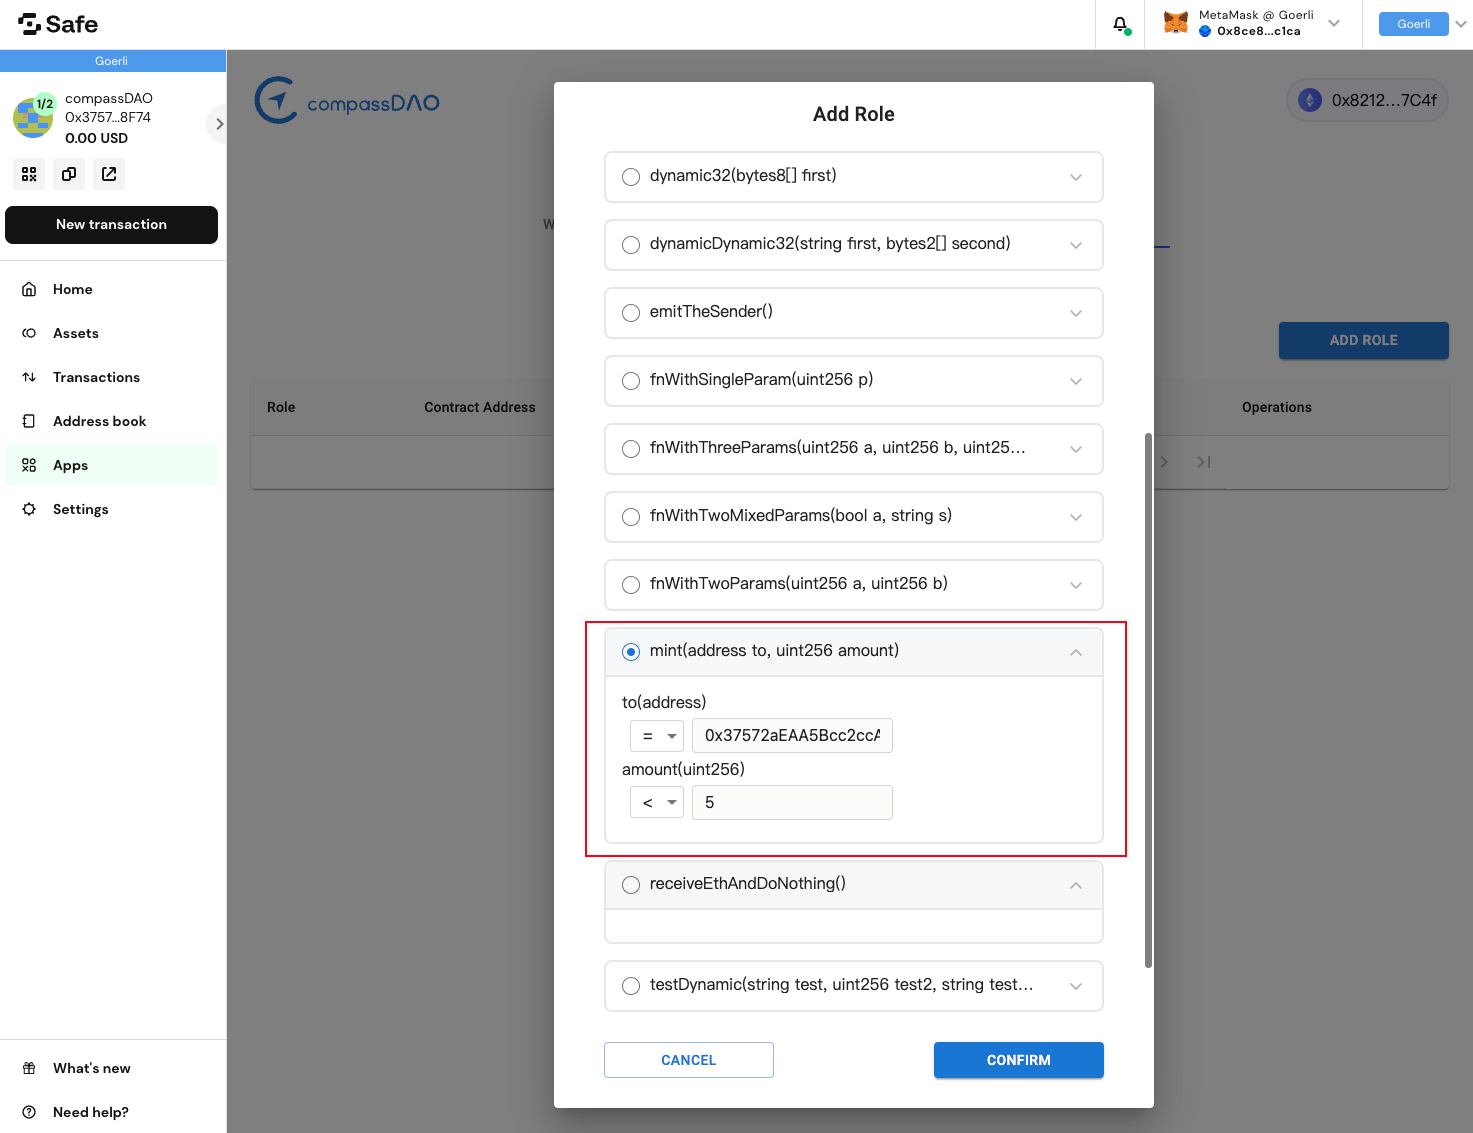 Safe
MetaMask @ Goerli
0x8ce8...c1ca
Goerli
Goerli
1/2
compassDAO
0x3757...8F74
0.00 USD
New transaction
Home
Assets
Transactions
Address book
Apps
Settings
What's new
Need help?
compassDAO
0x8212...7C4f
W
ADD ROLE
Role
Contract Address
Operations
Add Role
dynamic32(bytes8[] first)
dynamicDynamic32(string first, bytes2[] second)
emitTheSender()
fnWithSingleParam(uint256 p)
fnWithThreeParams(uint256 a, uint256 b, uint25...
fnWithTwoMixedParams(bool a, string s)
fnWithTwoParams(uint256 a, uint256 b)
mint(address to, uint256 amount)
to(address)
= 0x37572aEAA5Bcc2ccA
amount(uint256)
< 5
receiveEthAndDoNothing()
testDynamic(string test, uint256 test2, string test...
CANCEL
CONFIRM